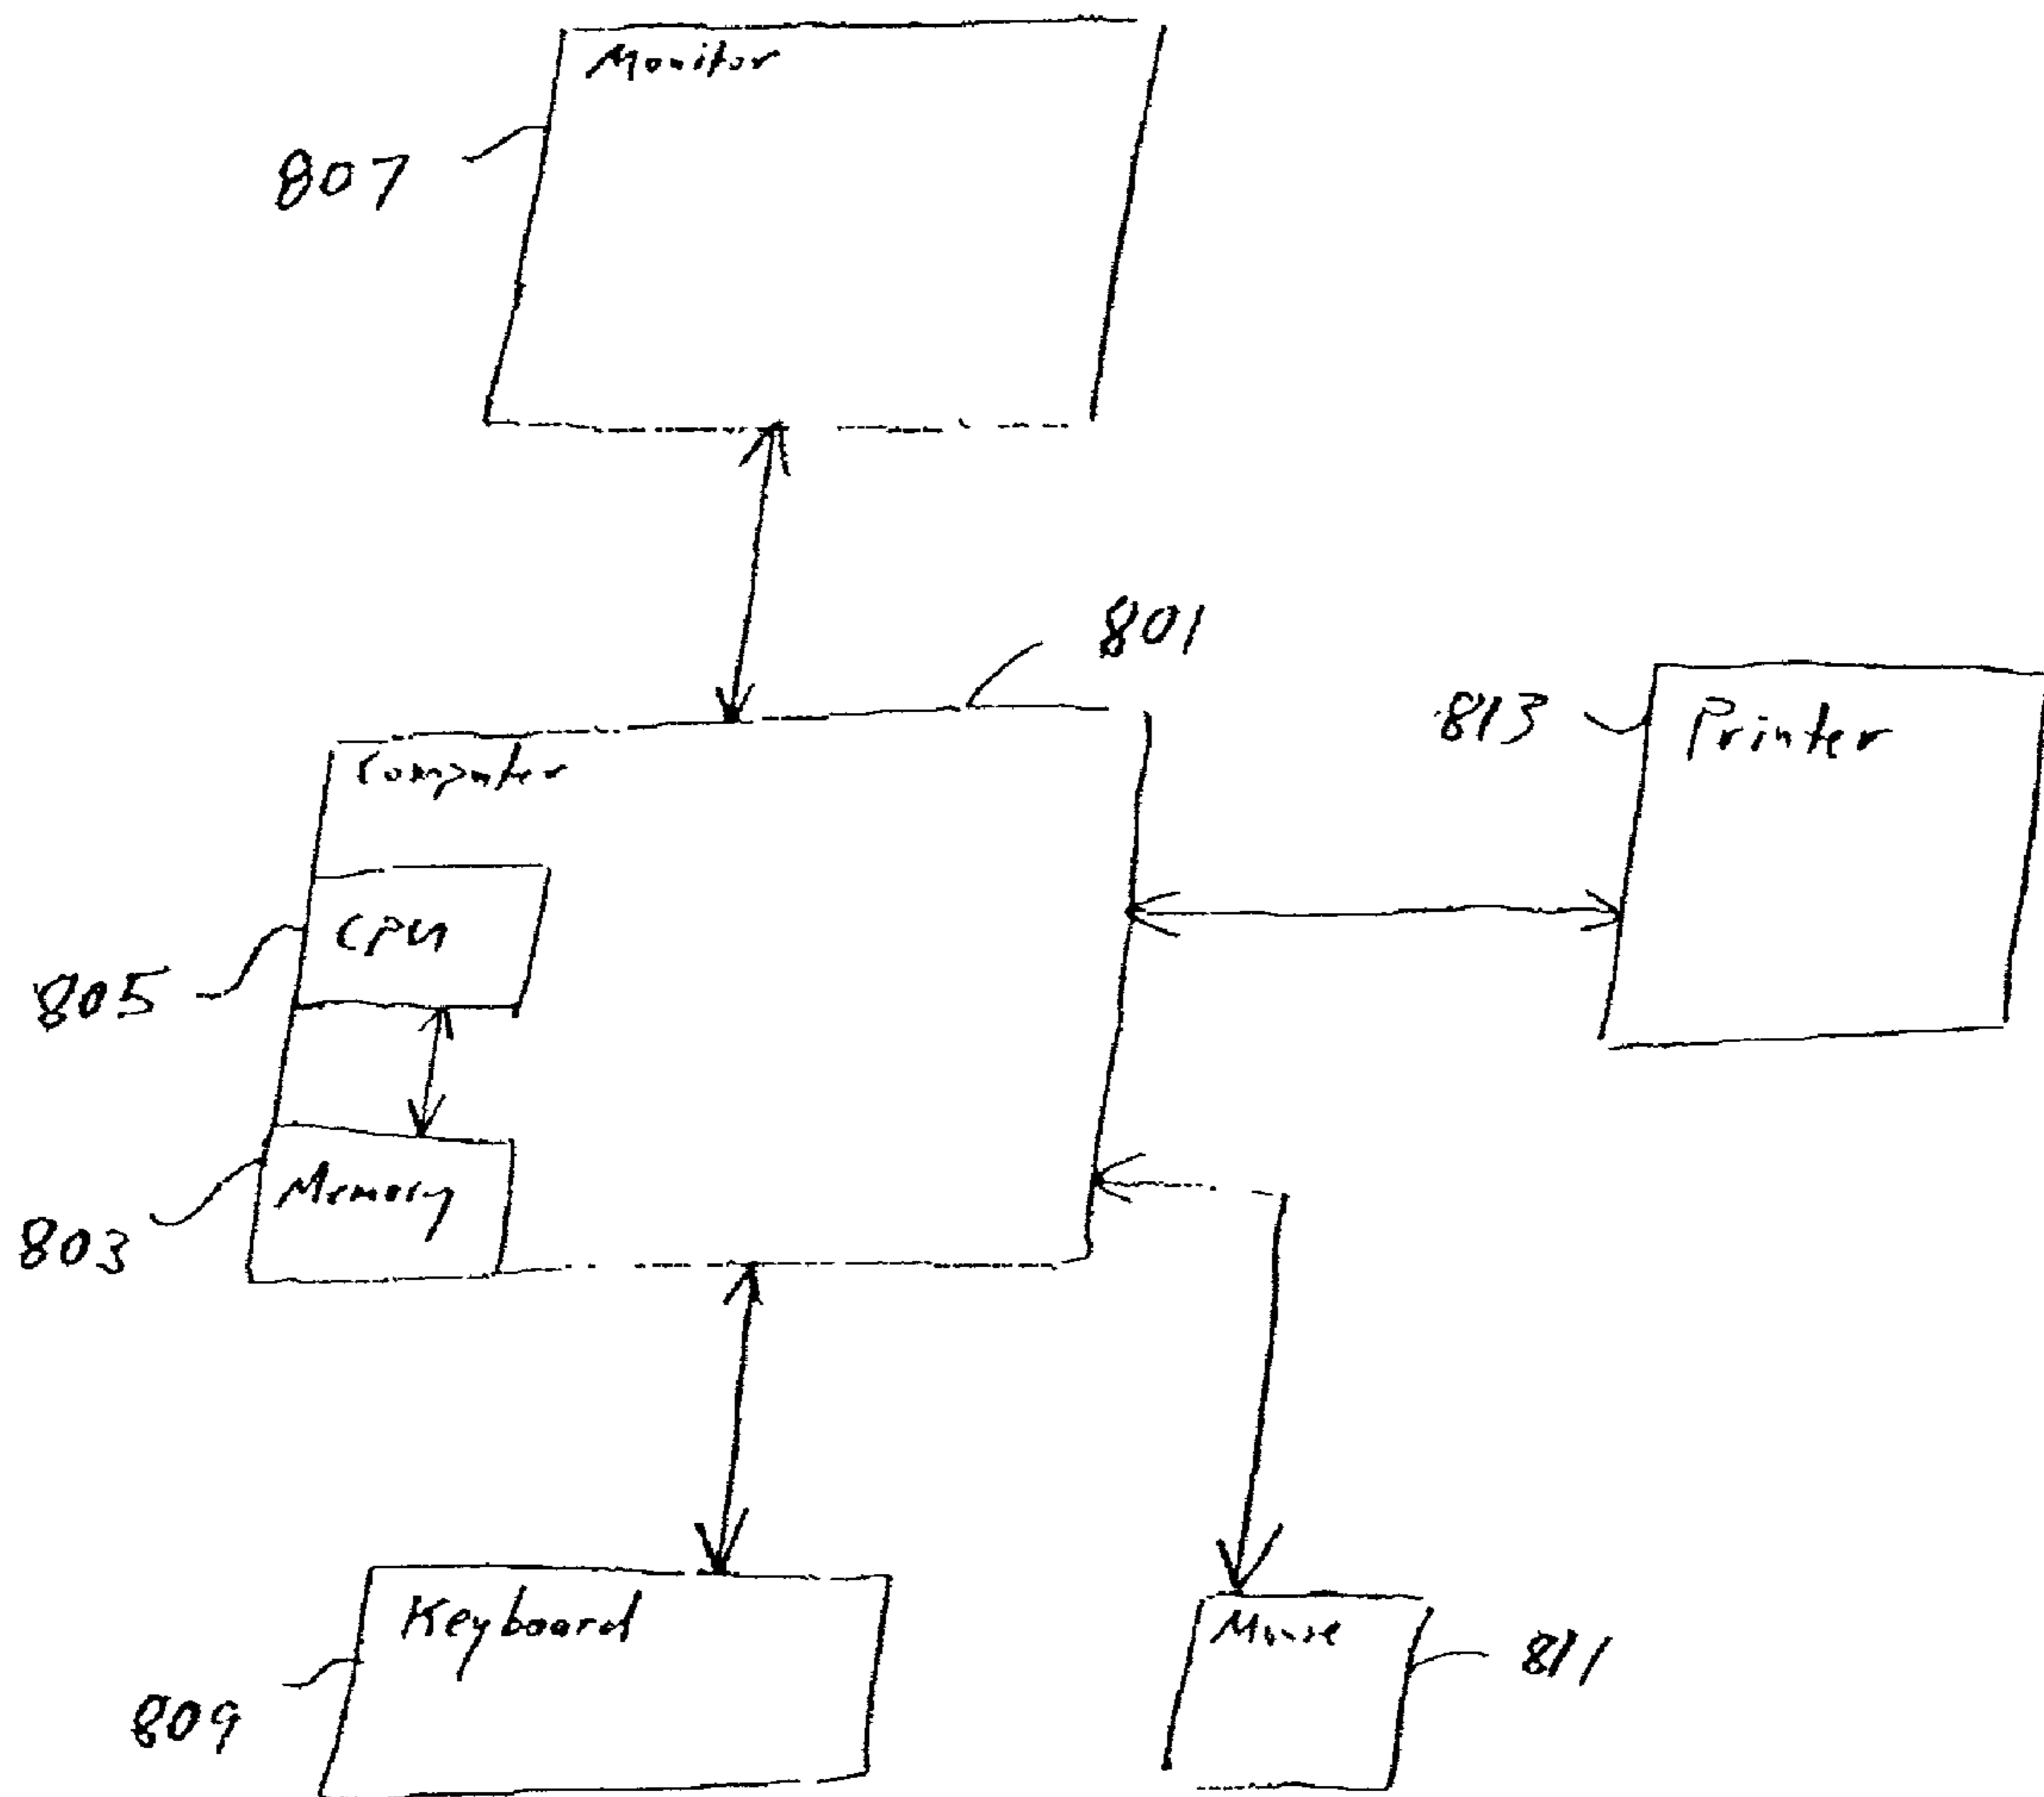 Monitor
807
801
813
Printer
Computer
CPU
805
Memory
803
Keyboard
809
Mouse
811